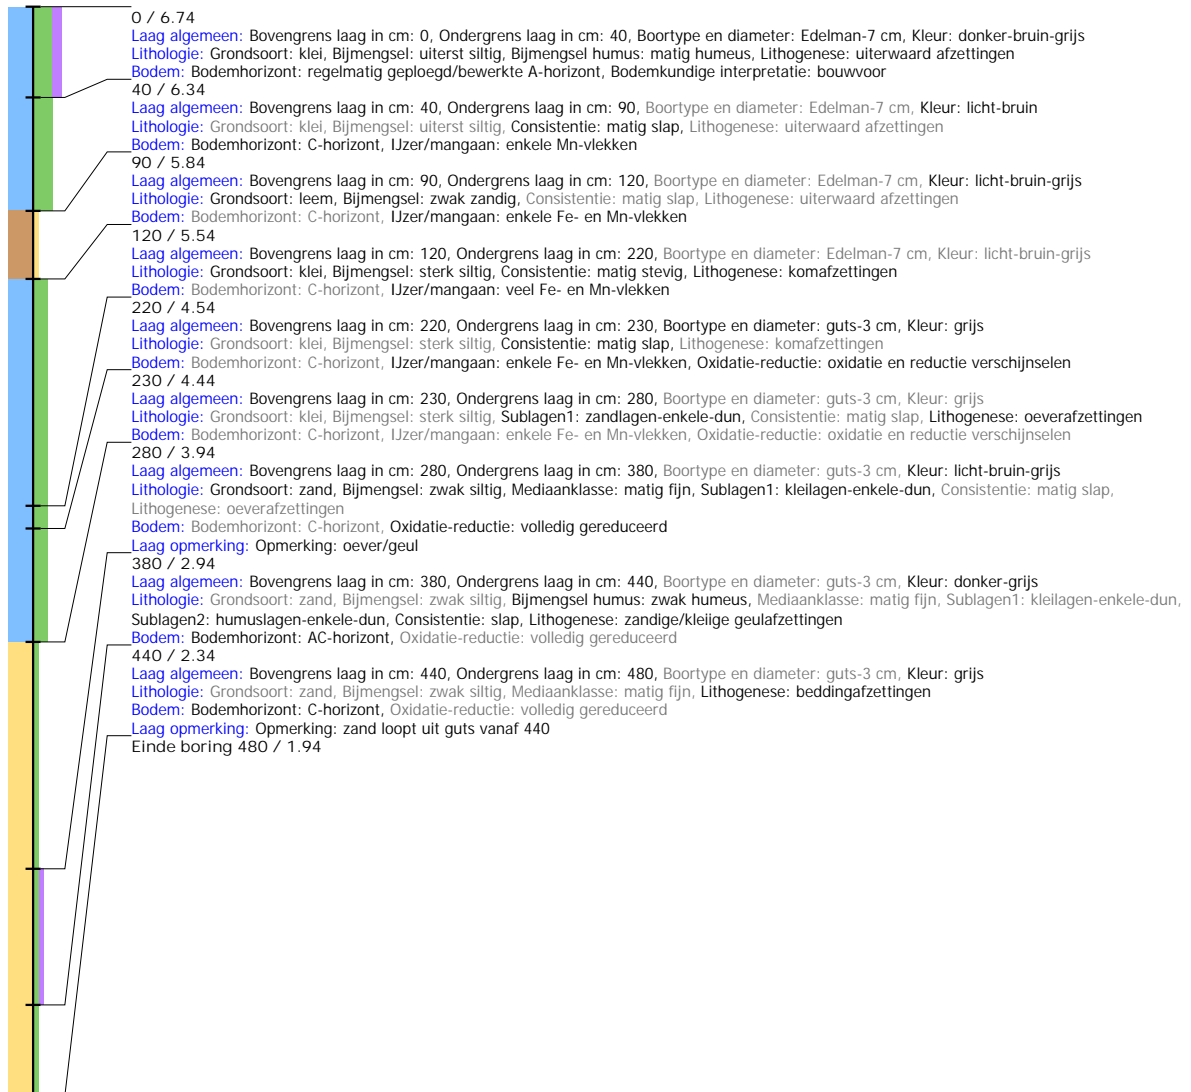 0 / 6.74
Laag algemeen: Bovengrens laag in cm: 0, Ondergrens laag in cm: 40, Boortype en diameter: Edelman-7 cm, Kleur: donker-bruin-grijs
Lithologie: Grondsoort: klei, Bijmengsel: uiterst siltig, Bijmengsel humus: matig humeus, Lithogenese: uiterwaard afzettingen
Bodem: Bodemhorizont: regelmatig geploegd/bewerkte A-horizont, Bodemkundige interpretatie: bouwvoor
40 / 6.34
Laag algemeen: Bovengrens laag in cm: 40, Ondergrens laag in cm: 90, Boortype en diameter: Edelman-7 cm, Kleur: licht-bruin
Lithologie: Grondsoort: klei, Bijmengsel: uiterst siltig, Consistentie: matig slap, Lithogenese: uiterwaard afzettingen
Bodem: Bodemhorizont: C-horizont, IJzer/mangaan: enkele Mn-vlekken
90 / 5.84
Laag algemeen: Bovengrens laag in cm: 90, Ondergrens laag in cm: 120, Boortype en diameter: Edelman-7 cm, Kleur: licht-bruin-grijs
Lithologie: Grondsoort: leem, Bijmengsel: zwak zandig, Consistentie: matig slap, Lithogenese: uiterwaard afzettingen
Bodem: Bodemhorizont: C-horizont, IJzer/mangaan: enkele Fe- en Mn-vlekken
120 / 5.54
Laag algemeen: Bovengrens laag in cm: 120, Ondergrens laag in cm: 220, Boortype en diameter: Edelman-7 cm, Kleur: licht-bruin-grijs
Lithologie: Grondsoort: klei, Bijmengsel: sterk siltig, Consistentie: matig stevig, Lithogenese: komafzettingen
Bodem: Bodemhorizont: C-horizont, IJzer/mangaan: veel Fe- en Mn-vlekken
220 / 4.54
Laag algemeen: Bovengrens laag in cm: 220, Ondergrens laag in cm: 230, Boortype en diameter: guts-3 cm, Kleur: grijs
Lithologie: Grondsoort: klei, Bijmengsel: sterk siltig, Consistentie: matig slap, Lithogenese: komafzettingen
Bodem: Bodemhorizont: C-horizont, IJzer/mangaan: enkele Fe- en Mn-vlekken, Oxidatie-reductie: oxidatie en reductie verschijnselen
230 / 4.44
Laag algemeen: Bovengrens laag in cm: 230, Ondergrens laag in cm: 280, Boortype en diameter: guts-3 cm, Kleur: grijs
Lithologie: Grondsoort: klei, Bijmengsel: sterk siltig, Sublagen1: zandlagen-enkele-dun, Consistentie: matig slap, Lithogenese: oeverafzettingen
Bodem: Bodemhorizont: C-horizont, IJzer/mangaan: enkele Fe- en Mn-vlekken, Oxidatie-reductie: oxidatie en reductie verschijnselen
280 / 3.94
Laag algemeen: Bovengrens laag in cm: 280, Ondergrens laag in cm: 380, Boortype en diameter: guts-3 cm, Kleur: licht-bruin-grijs
Lithologie: Grondsoort: zand, Bijmengsel: zwak siltig, Mediaanklasse: matig fijn, Sublagen1: kleilagen-enkele-dun, Consistentie: matig slap,
Lithogenese: oeverafzettingen
Bodem: Bodemhorizont: C-horizont, Oxidatie-reductie: volledig gereduceerd
Laag opmerking: Opmerking: oever/geul
380 / 2.94
Laag algemeen: Bovengrens laag in cm: 380, Ondergrens laag in cm: 440, Boortype en diameter: guts-3 cm, Kleur: donker-grijs
Lithologie: Grondsoort: zand, Bijmengsel: zwak siltig, Bijmengsel humus: zwak humeus, Mediaanklasse: matig fijn, Sublagen1: kleilagen-enkele-dun,
Sublagen2: humuslagen-enkele-dun, Consistentie: slap, Lithogenese: zandige/kleiige geulafzettingen
Bodem: Bodemhorizont: AC-horizont, Oxidatie-reductie: volledig gereduceerd
440 / 2.34
Laag algemeen: Bovengrens laag in cm: 440, Ondergrens laag in cm: 480, Boortype en diameter: guts-3 cm, Kleur: grijs
Lithologie: Grondsoort: zand, Bijmengsel: zwak siltig, Mediaanklasse: matig fijn, Lithogenese: beddingafzettingen
Bodem: Bodemhorizont: C-horizont, Oxidatie-reductie: volledig gereduceerd
Laag opmerking: Opmerking: zand loopt uit guts vanaf 440
Einde boring 480 / 1.94